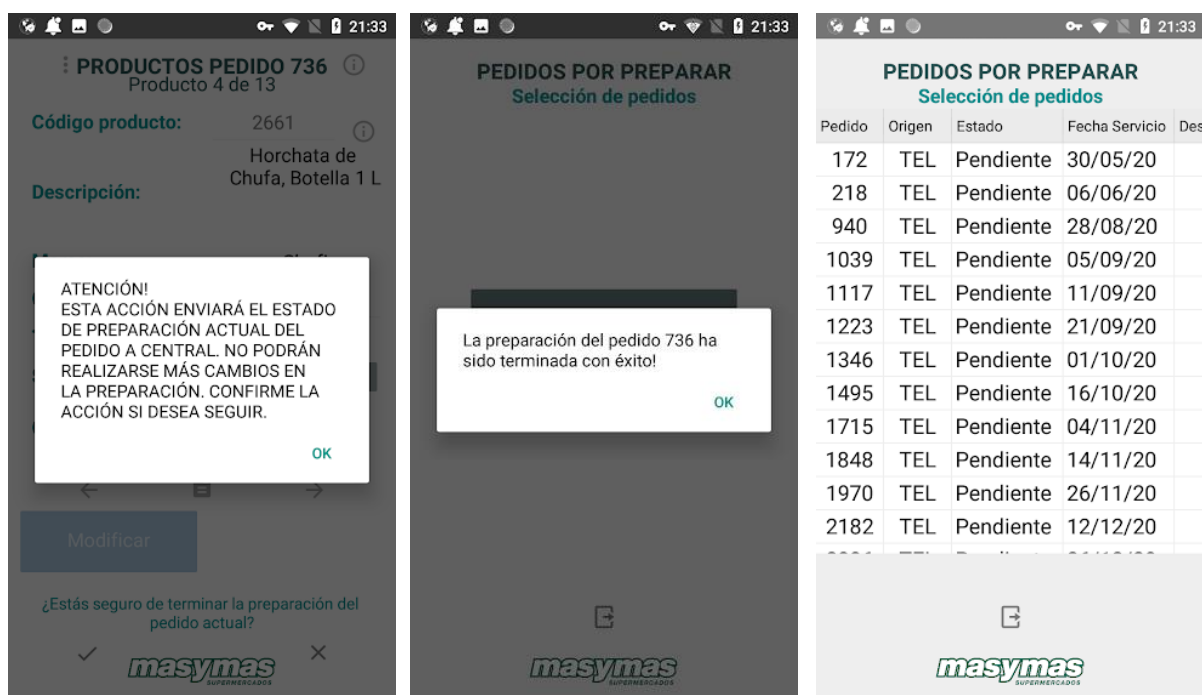 21:33
PRODUCTOS PEDIDO 736
Producto 4 de 13
Código producto: 2661
Horchata de
Chufa, Botella 1 L
Descripción:
ATENCIÓN!
ESTA ACCIÓN ENVIARÁ EL ESTADO
DE PREPARACIÓN ACTUAL DEL
PEDIDO A CENTRAL. NO PODRÁN
REALIZARSE MÁS CAMBIOS EN
LA PREPARACIÓN. CONFIRME LA
ACCIÓN SI DESEA SEGUIR.
OK
Modificar
¿Estás seguro de terminar la preparación del
pedido actual?
masymas
SUPERMERCADOS
21:33
PEDIDOS POR PREPARAR
Selección de pedidos
La preparación del pedido 736 ha
sido terminada con éxito!
OK
masymas
SUPERMERCADOS
21:33
PEDIDOS POR PREPARAR
Selección de pedidos
Pedido Origen Estado Fecha Servicio Des
172 TEL Pendiente 30/05/20
218 TEL Pendiente 06/06/20
940 TEL Pendiente 28/08/20
1039 TEL Pendiente 05/09/20
1117 TEL Pendiente 11/09/20
1223 TEL Pendiente 21/09/20
1346 TEL Pendiente 01/10/20
1495 TEL Pendiente 16/10/20
1715 TEL Pendiente 04/11/20
1848 TEL Pendiente 14/11/20
1970 TEL Pendiente 26/11/20
2182 TEL Pendiente 12/12/20
masymas
SUPERMERCADOS